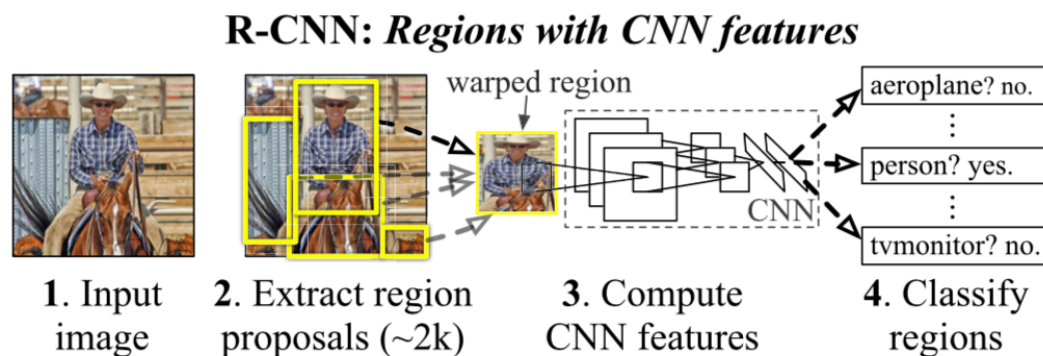 R-CNN: Regions with CNN features
warped region
aeroplane? no.
person? yes.
tvmonitor? no.
CNN
1. Input
image
2. Extract region
proposals (~2k)
3. Compute
CNN features
4. Classify
regions